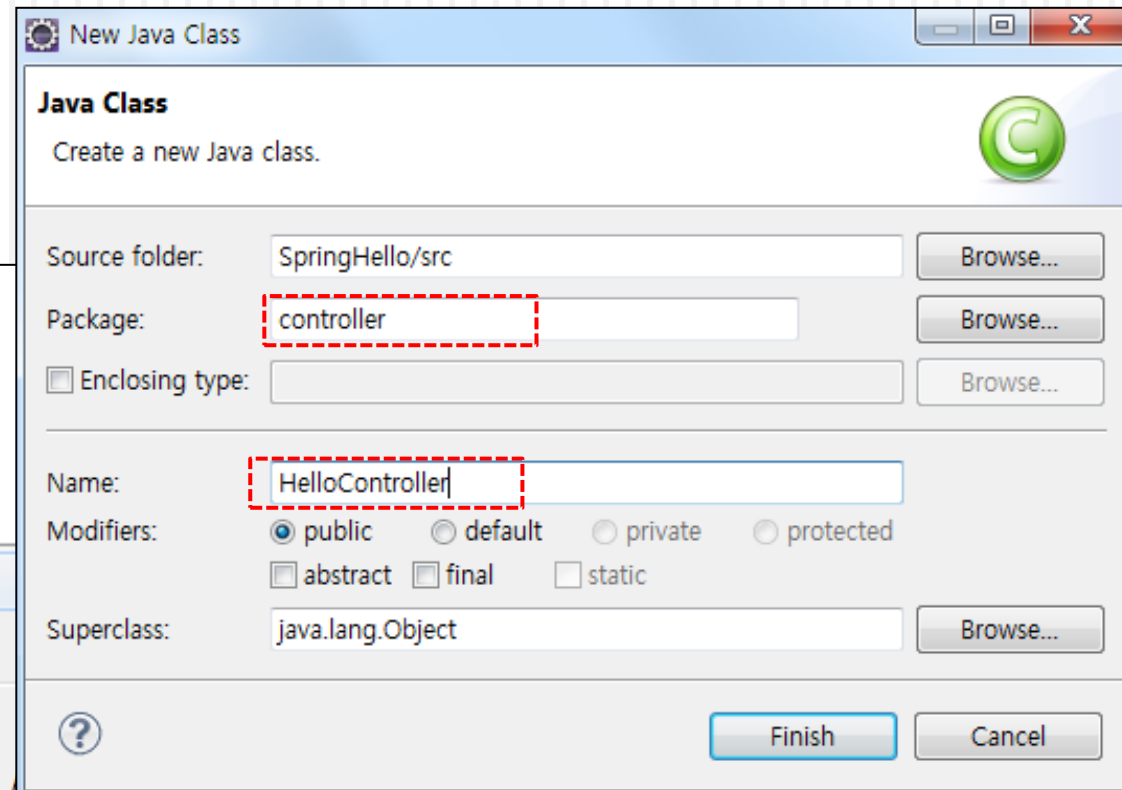 New Java Class
Java Class
Create a new Java class.
Source folder: SpringHello/src Browse...
Package: controller Browse...
Enclosing type: Browse...
Name: HelloController
Modifiers: public default private protected
abstract final static
Superclass: java.lang.Object Browse...
? Finish Cancel